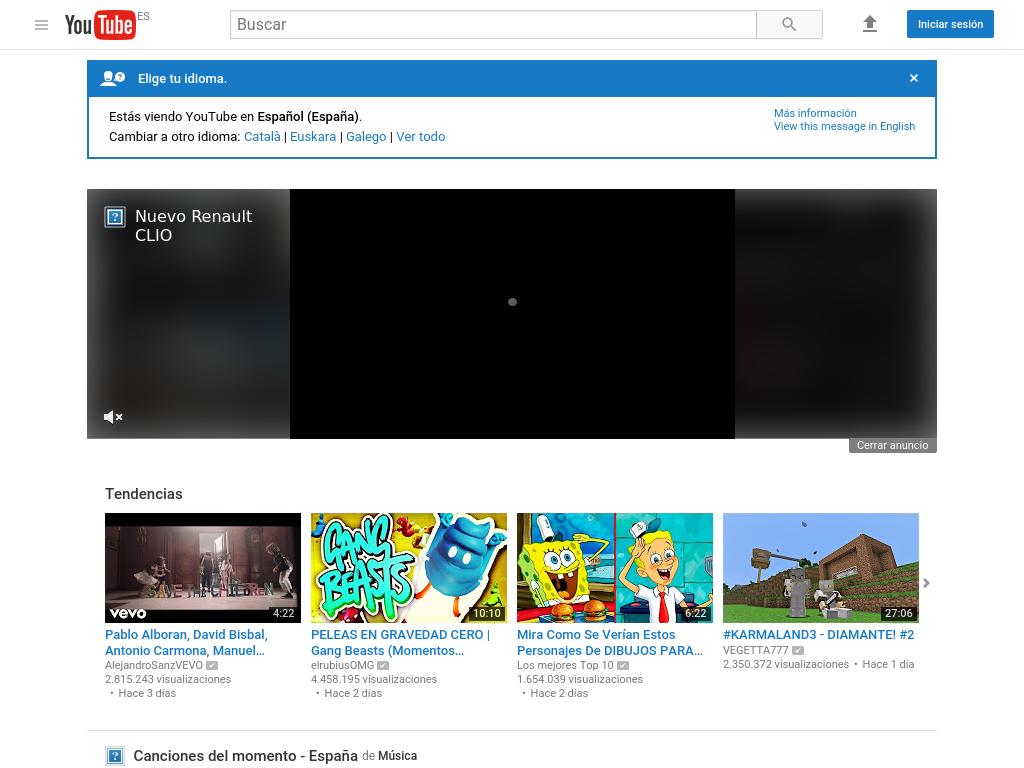 YouTube ES
Buscar
Iniciar sesión
Elige tu idioma.
×
Estás viendo YouTube en Español (España).
Cambiar a otro idioma: Català | Euskara | Galego | Ver todo
Más información
View this message in English
Nuevo Renault
CLIO
Cerrar anuncio
Tendencias
SAVE THE CHILDREN
vevo
4:22
GANG
BEASTS
10:10
6:22
27:06
Pablo Alboran, David Bisbal,
Antonio Carmona, Manuel...
AlejandroSanzVEVO
2.815.243 visualizaciones
• Hace 3 días
PELEAS EN GRAVEDAD CERO |
Gang Beasts (Momentos...
elrubiusOMG
4.458.195 visualizaciones
• Hace 2 días
Mira Como Se Verían Estos
Personajes De DIBUJOS PARA...
Los mejores Top 10
1.654.039 visualizaciones
• Hace 2 días
#KARMALAND3 - DIAMANTE! #2
VEGETTA777
2.350.372 visualizaciones • Hace 1 día
Canciones del momento - España de Música